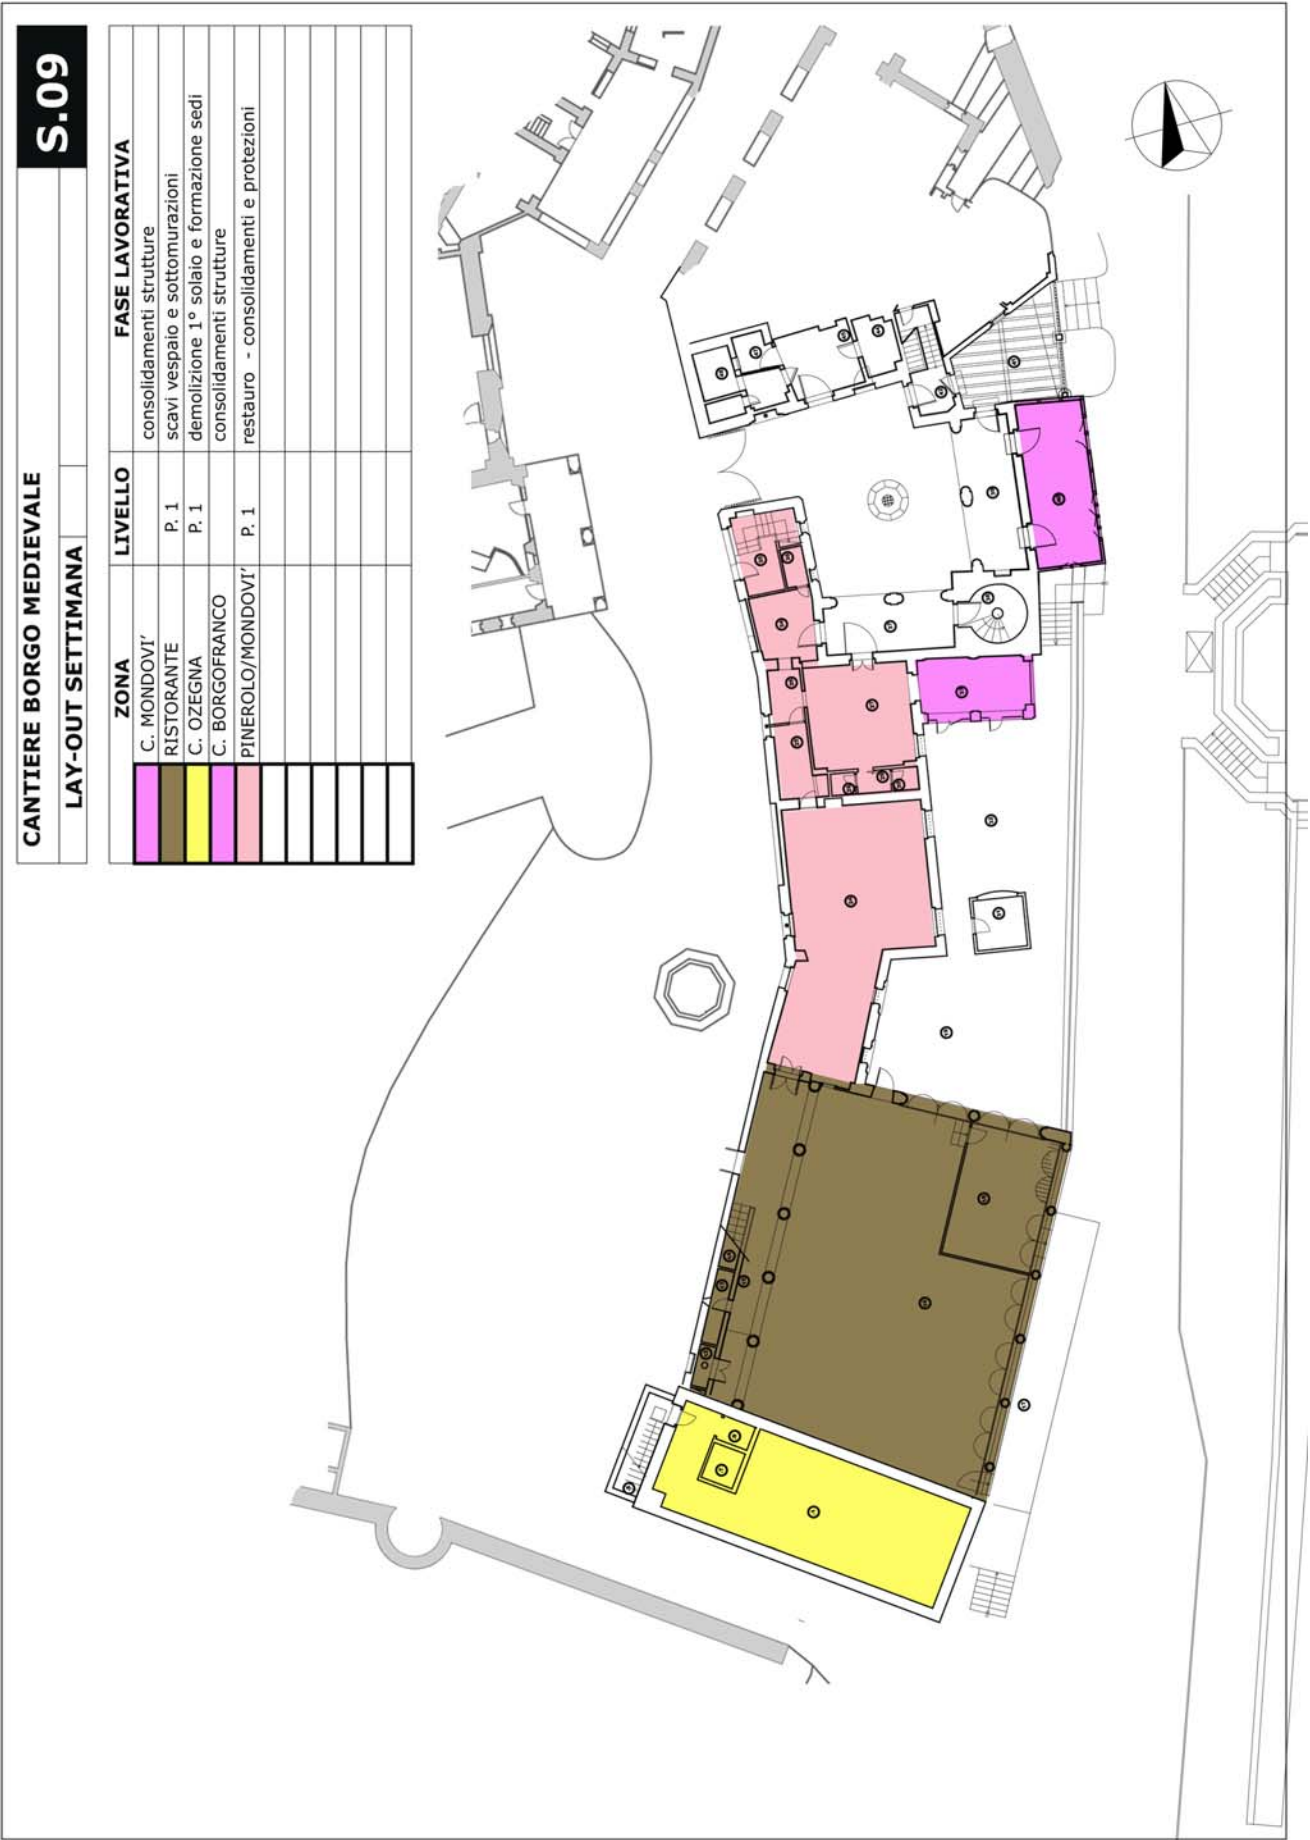 CANTIERE BORGO MEDIEVALE
S.09
LAY-OUT SETTIMANA
ZONA LIVELLO FASE LAVORATIVA
C. MONDOVI’ consolidamenti strutture
RISTORANTE P. 1 scavi vespaio e sottomurazioni
C. OZEGNA P. 1 demolizione 1° solaio e formazione sedi
C. BORGOFRANCO consolidamenti strutture
PINEROLO/MONDOVI’ P. 1 restauro - consolidamenti e protezioni